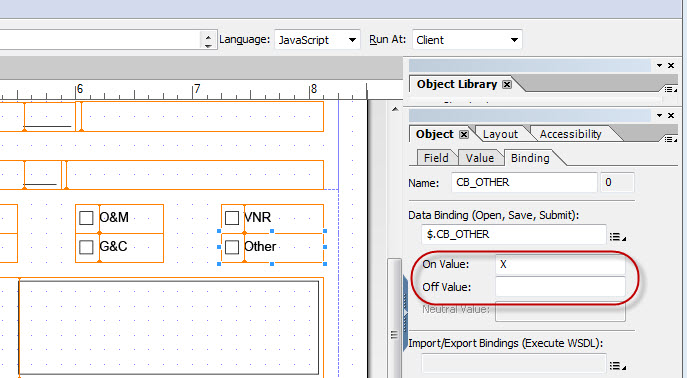 Language: JavaScript Run At: Client
6 7 8
Object Library
Object Layout Accessibility
Field Value Binding
Name: CB_OTHER 0
O&M VNR
Data Binding (Open, Save, Submit):
$.CB_OTHER
G&C Other
On Value: X
Off Value:
Neutral Value:
Import/Export Bindings (Execute WSDL):